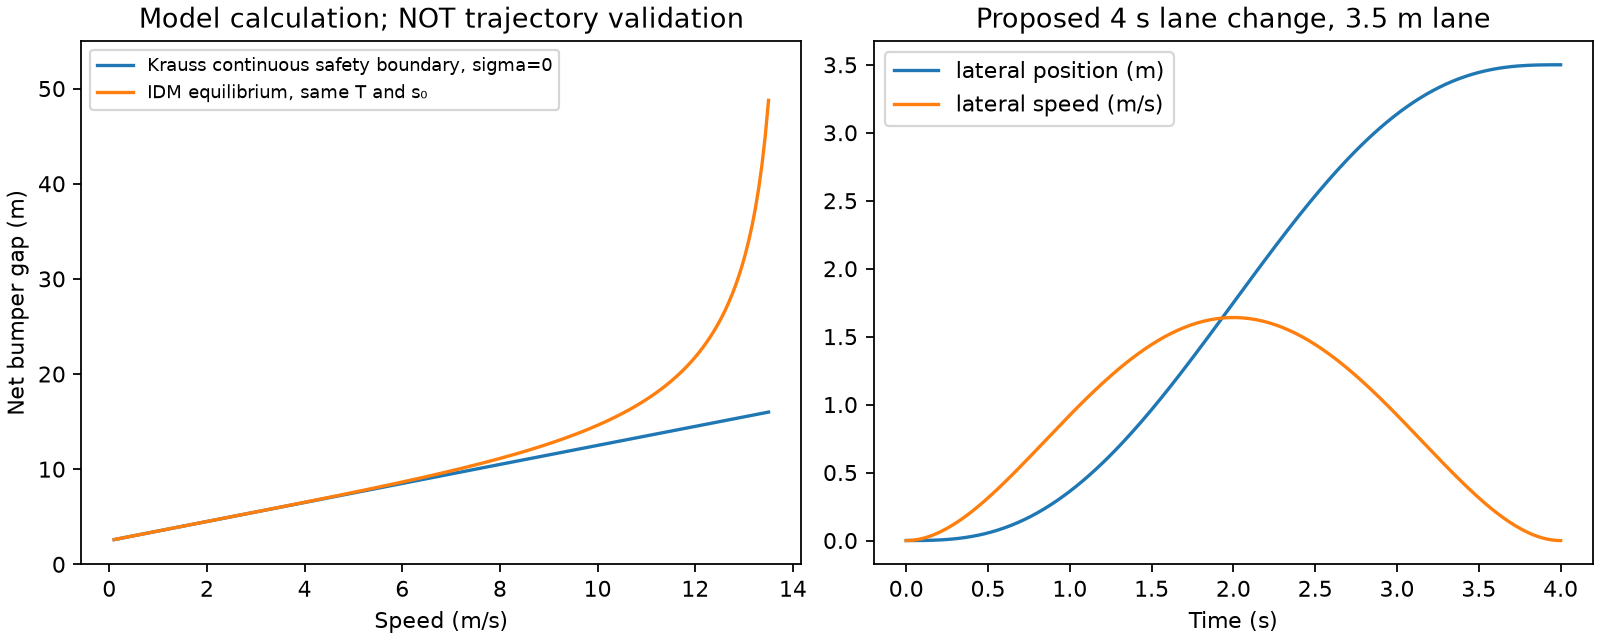 Model calculation; NOT trajectory validation
Krauss continuous safety boundary, sigma=0
IDM equilibrium, same T and s₀
Net bumper gap (m)
50
40
30
20
10
0
0 2 4 6 8 10 12 14
Speed (m/s)
Proposed 4 s lane change, 3.5 m lane
lateral position (m)
lateral speed (m/s)
3.5
3.0
2.5
2.0
1.5
1.0
0.5
0.0
0.0 0.5 1.0 1.5 2.0 2.5 3.0 3.5 4.0
Time (s)